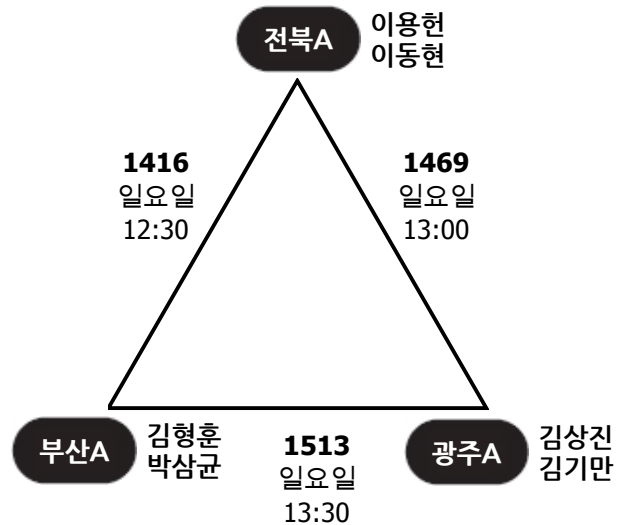 전북A
이용헌
이동현
1416
일요일
12:30
1469
일요일
13:00
부산A
김형훈
박삼균
1513
일요일
13:30
광주A
김상진
김기만